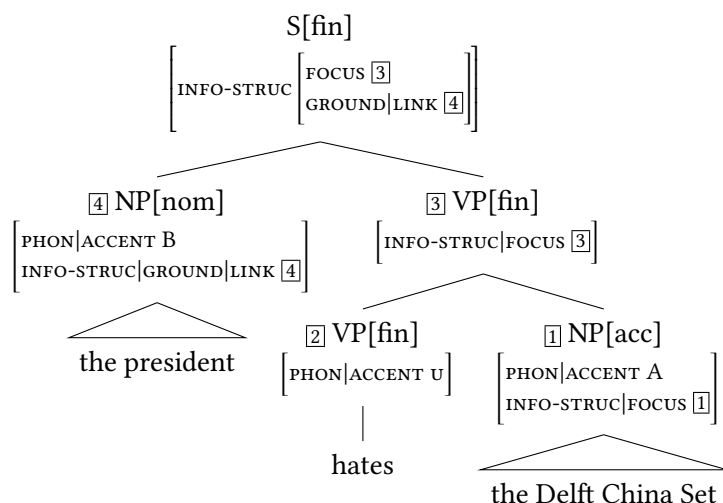 S[fin]
INFO-STRUC [FOCUS 3
GROUND|LINK 4]
4 NP[nom] 3 VP[fin]
PHON|ACCENT B
INFO-STRUC|GROUND|LINK 4
[INFO-STRUC|FOCUS 3]
the president
2 VP[fin] 1 NP[acc]
[PHON|ACCENT U]
PHON|ACCENT A
INFO-STRUC|FOCUS 1
hates
the Delft China Set